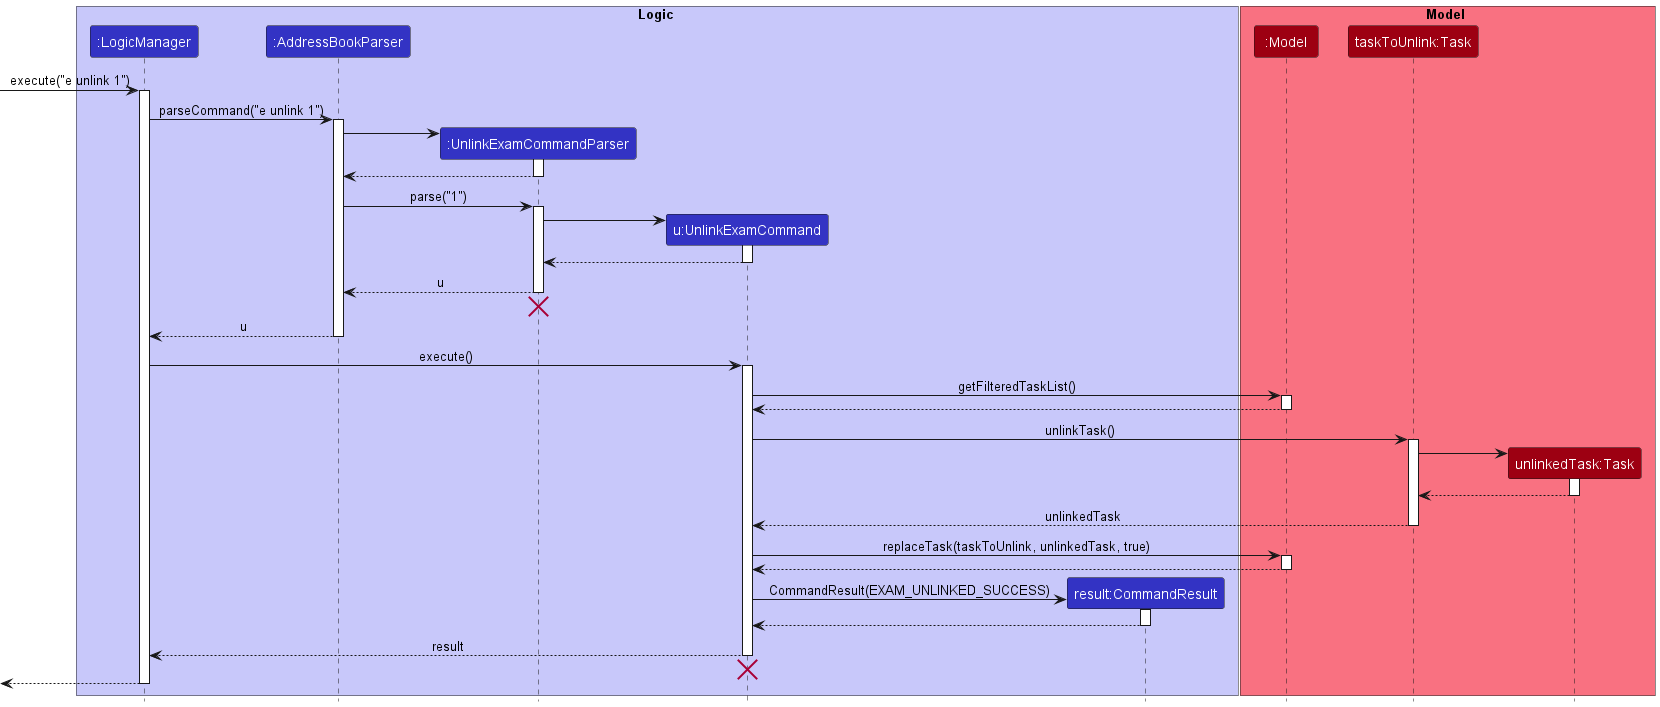 Logic
Model
:LogicManager
:AddressBookParser
:Model
taskToUnlink:Task
execute("e unlink 1")
parseCommand("e unlink 1")
:UnlinkExamCommandParser
parse("1")
u:UnlinkExamCommand
u
u
execute()
getFilteredTaskList()
unlinkTask()
unlinkedTask:Task
unlinkedTask
replaceTask(taskToUnlink, unlinkedTask, true)
CommandResult(EXAM_UNLINKED_SUCCESS)
result:CommandResult
result